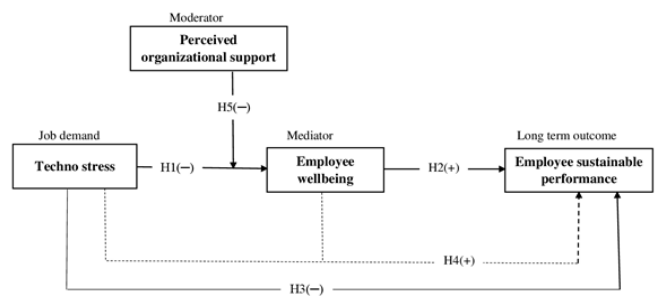 Moderator
Perceived
organizational support
H5(−)
Job demand
Mediator
Long term outcome
Techno stress
H1(−)
Employee
wellbeing
H2(+)
Employee sustainable
performance
H4(+)
H3(−)